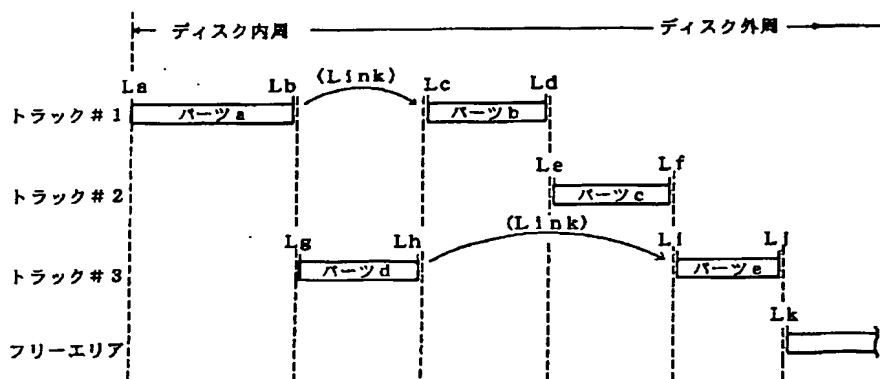 ディスク内周 ディスク外周
La Lb (Link) Lc Ld
トラック#1 パーツa パーツb
Le Lf
トラック#2 パーツc
Lg Lh (Link) Li Lj
トラック#3 パーツd パーツe
Lk
フリーエリア